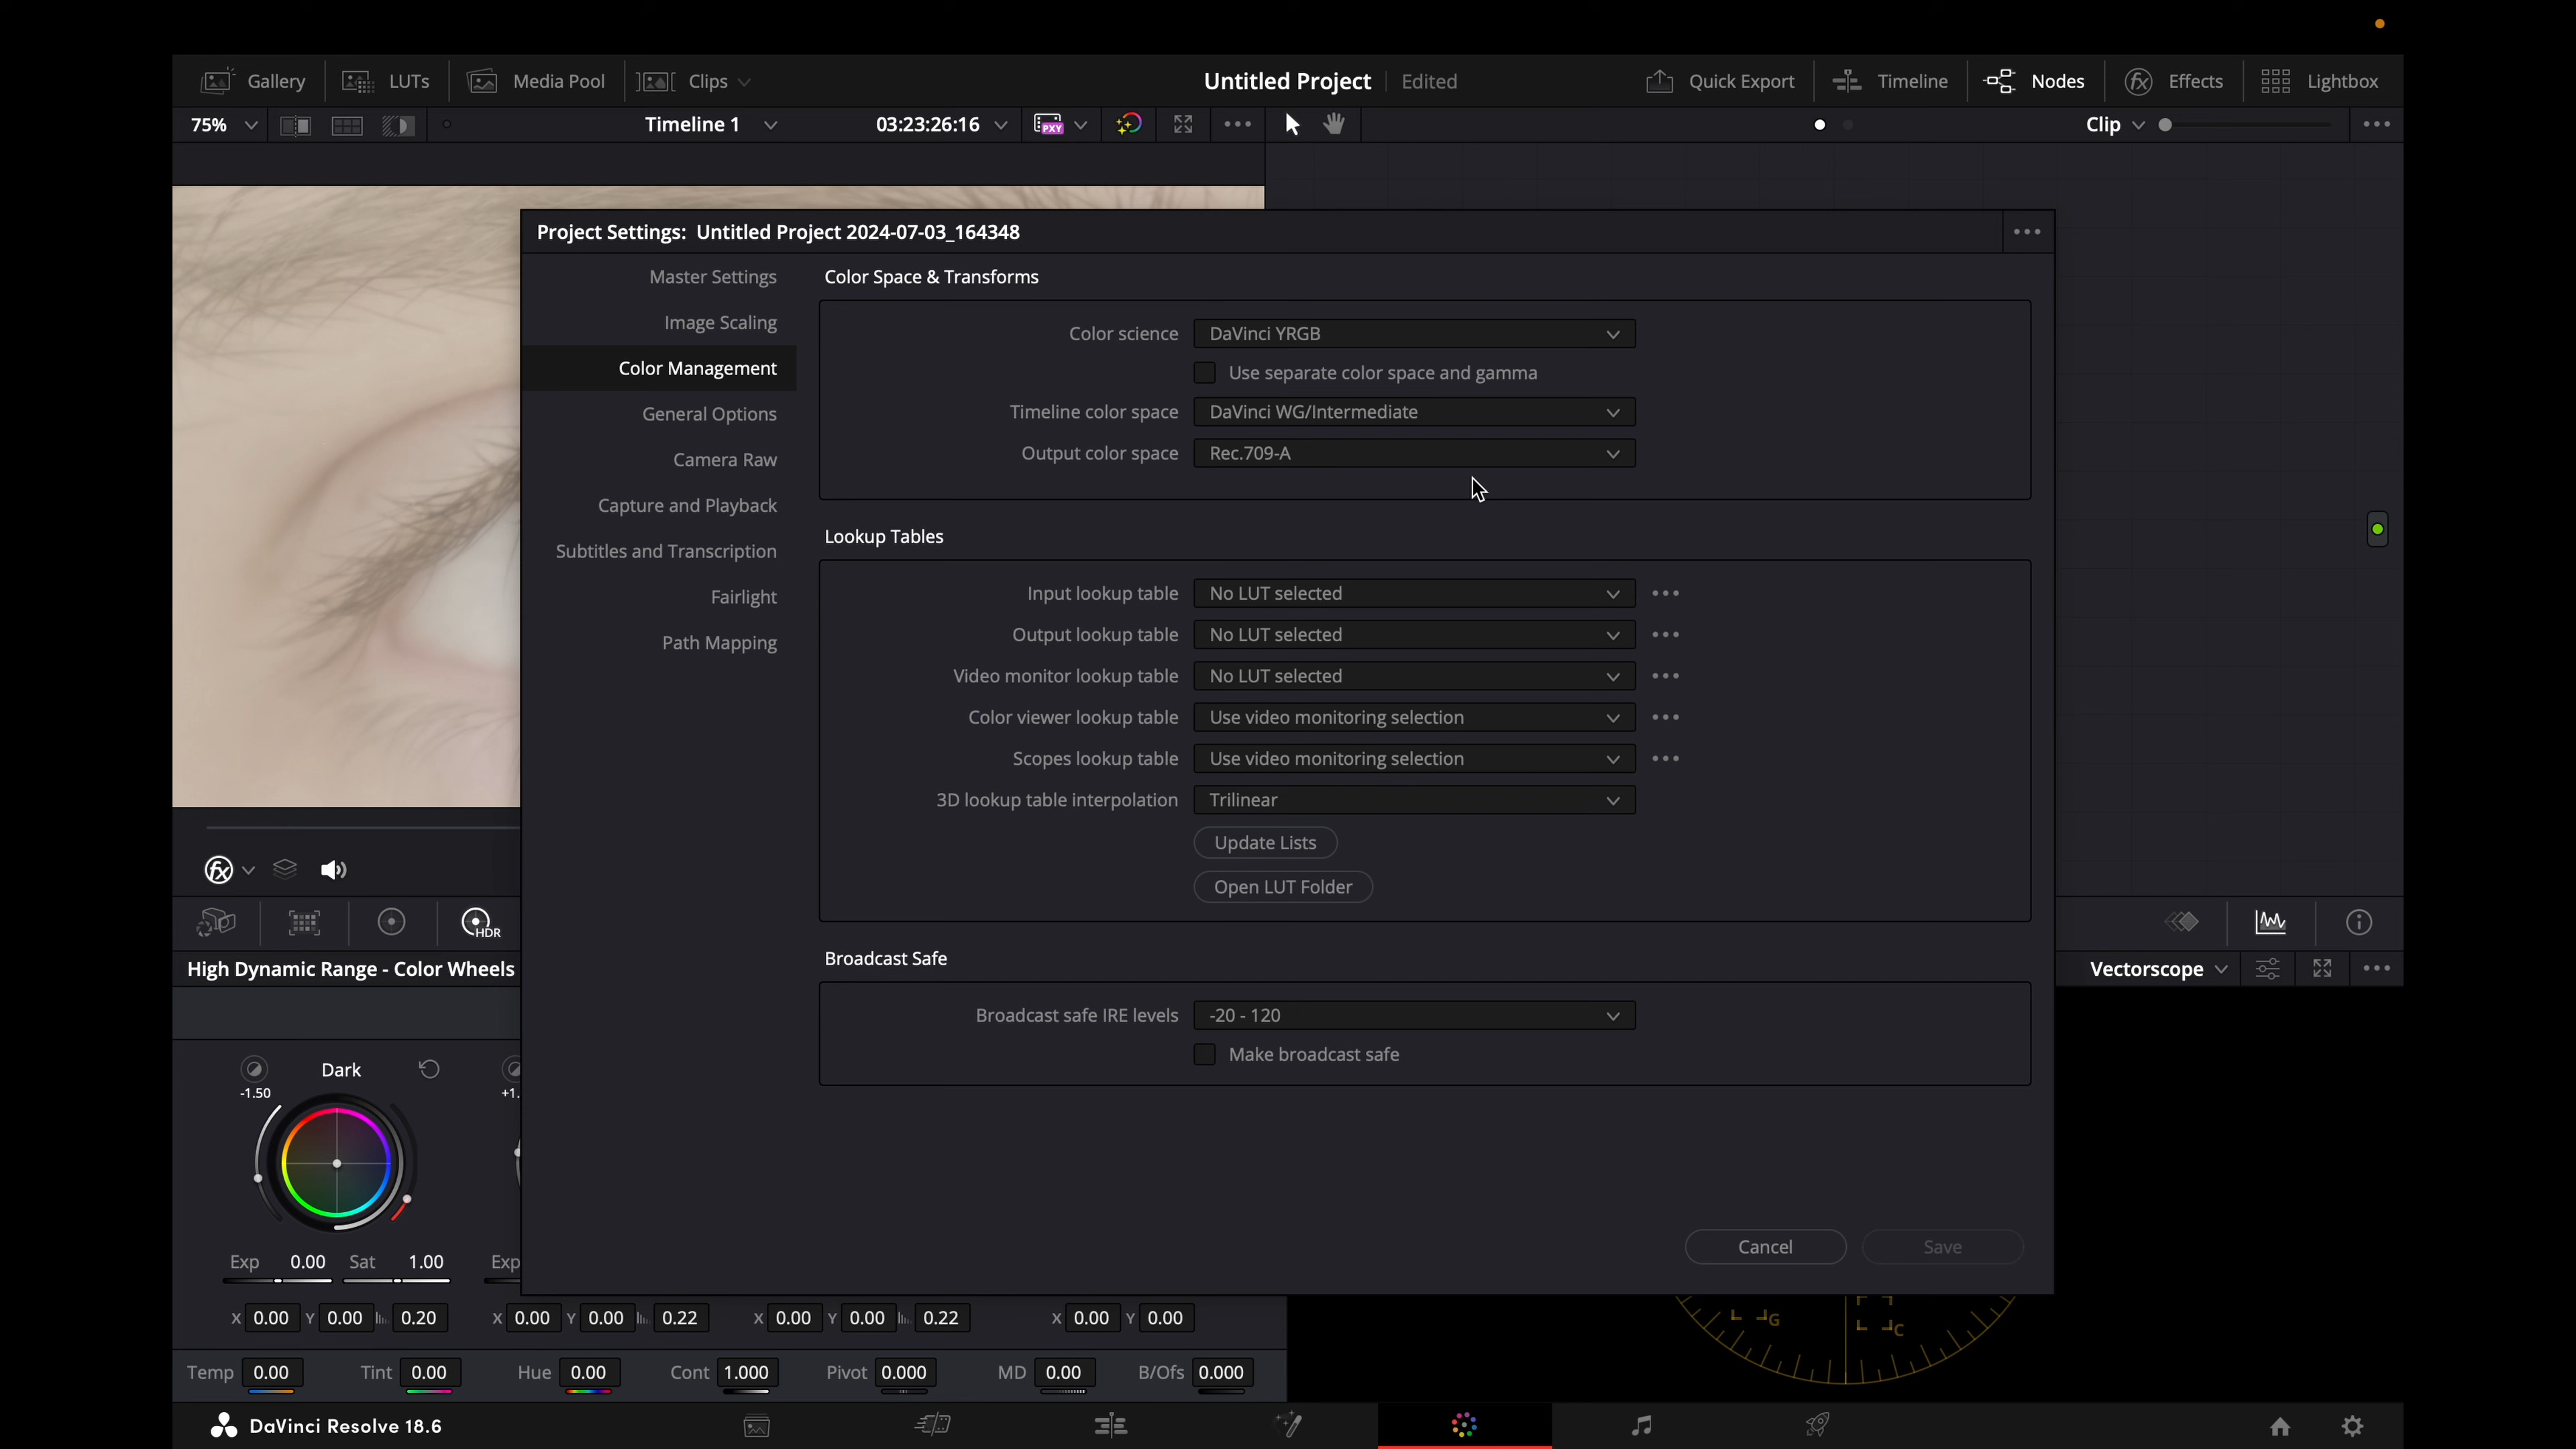 Gallery LUTs Media Pool Clips Untitled Project Edited Quick Export Timeline Nodes Effects Lightbox
75% Timeline 1 03:23:26:16 PXY Clip
Project Settings: Untitled Project 2024-07-03_164348
Master Settings
Image Scaling
Color Management
General Options
Camera Raw
Capture and Playback
Subtitles and Transcription
Fairlight
Path Mapping
Color Space & Transforms
Color science DaVinci YRGB
Use separate color space and gamma
Timeline color space DaVinci WG/Intermediate
Output color space Rec.709-A
Lookup Tables
Input lookup table No LUT selected
Output lookup table No LUT selected
Video monitor lookup table No LUT selected
Color viewer lookup table Use video monitoring selection
Scopes lookup table Use video monitoring selection
3D lookup table interpolation Trilinear
Update Lists
Open LUT Folder
Broadcast Safe
Broadcast safe IRE levels -20 - 120
Make broadcast safe
Cancel Save
HDR
High Dynamic Range - Color Wheels Vectorscope
Dark
-1.50 +1.
Exp 0.00 Sat 1.00 Exp
X 0.00 Y 0.00 0.20 X 0.00 Y 0.00 0.22 X 0.00 Y 0.00 0.22 X 0.00 Y 0.00
G C
Temp 0.00 Tint 0.00 Hue 0.00 Cont 1.000 Pivot 0.000 MD 0.00 B/Ofs 0.000
DaVinci Resolve 18.6